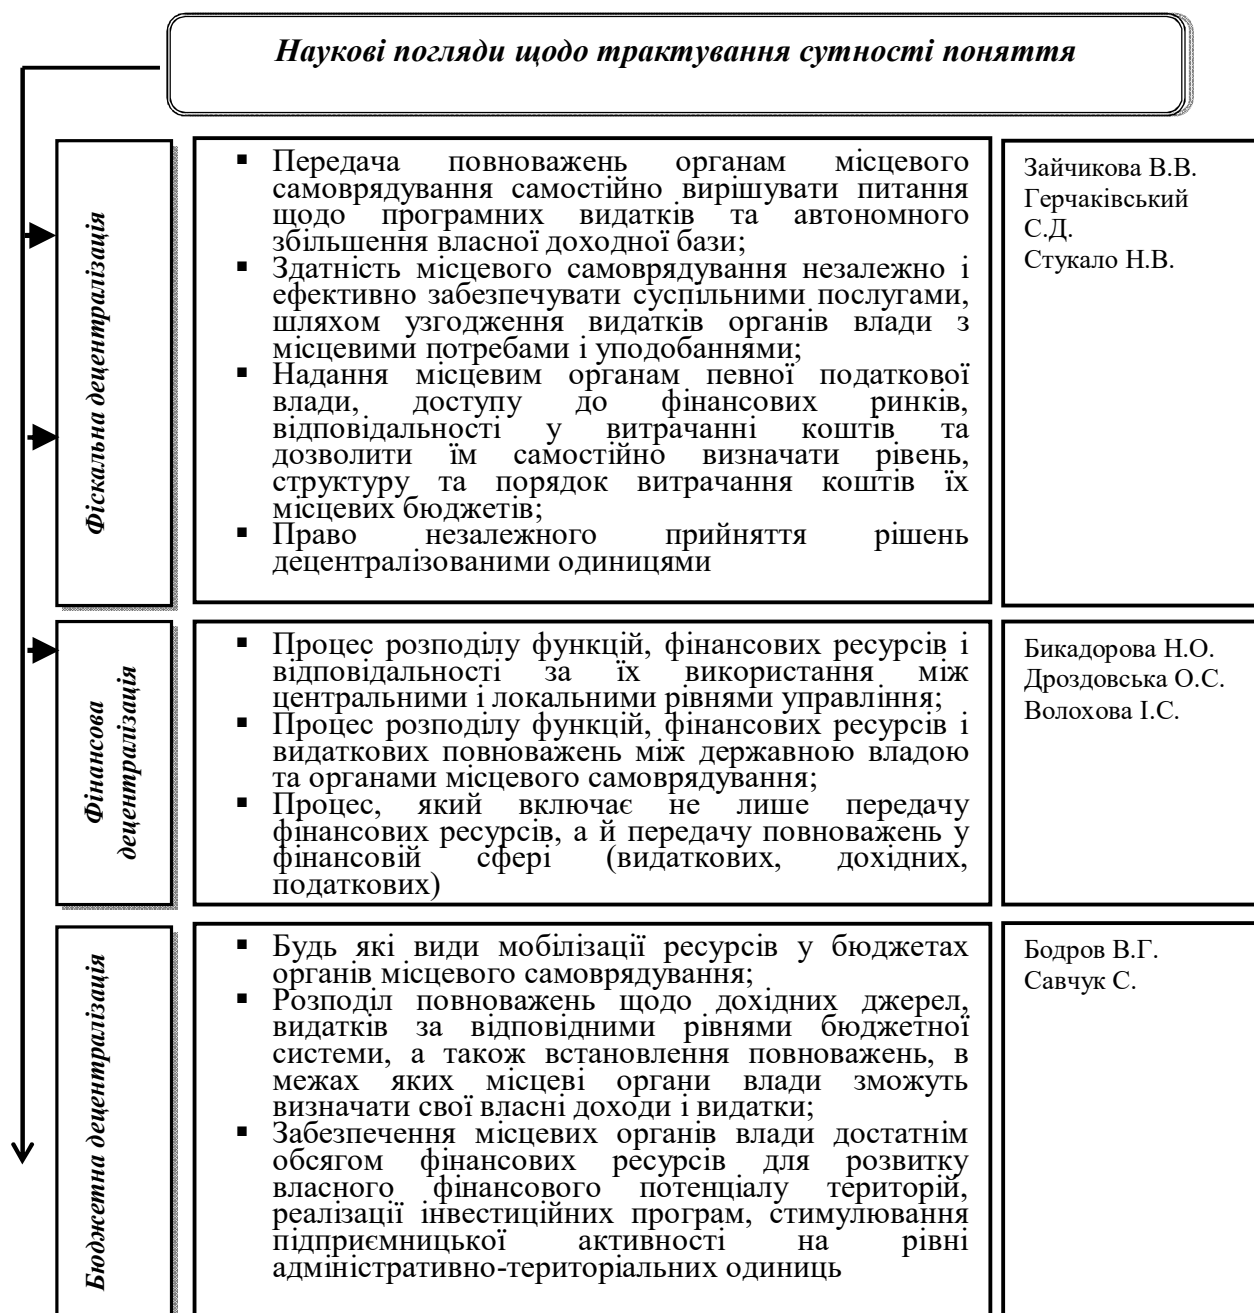 Наукові погляди щодо трактування сутності поняття
Фіскальна децентралізація
▪ Передача повноважень органам місцевого
самоврядування самостійно вирішувати питання
щодо програмних видатків та автономного
збільшення власної доходної бази;
▪ Здатність місцевого самоврядування незалежно і
ефективно забезпечувати суспільними послугами,
шляхом узгодження видатків органів влади з
місцевими потребами і уподобаннями;
▪ Надання місцевим органам певної податкової
влади, доступу до фінансових ринків,
відповідальності у витрачанні коштів та
дозволити їм самостійно визначати рівень,
структуру та порядок витрачання коштів їх
місцевих бюджетів;
▪ Право незалежного прийняття рішень
децентралізованими одиницями
Зайчикова В.В.
Герчаківський
С.Д.
Стукало Н.В.
Фінансова
децентралізація
▪ Процес розподілу функцій, фінансових ресурсів і
відповідальності за їх використання між
центральними і локальними рівнями управління;
▪ Процес розподілу функцій, фінансових ресурсів і
видаткових повноважень між державною владою
та органами місцевого самоврядування;
▪ Процес, який включає не лише передачу
фінансових ресурсів, а й передачу повноважень у
фінансовій сфері (видаткових, дохідних,
податкових)
Бикадорова Н.О.
Дроздовська О.С.
Волохова І.С.
Бюджетна децентралізація
▪ Будь які види мобілізації ресурсів у бюджетах
органів місцевого самоврядування;
▪ Розподіл повноважень щодо дохідних джерел,
видатків за відповідними рівнями бюджетної
системи, а також встановлення повноважень, в
межах яких місцеві органи влади зможуть
визначати свої власні доходи і видатки;
▪ Забезпечення місцевих органів влади достатнім
обсягом фінансових ресурсів для розвитку
власного фінансового потенціалу територій,
реалізації інвестиційних програм, стимулювання
підприємницької активності на рівні
адміністративно-територіальних одиниць
Бодров В.Г.
Савчук С.